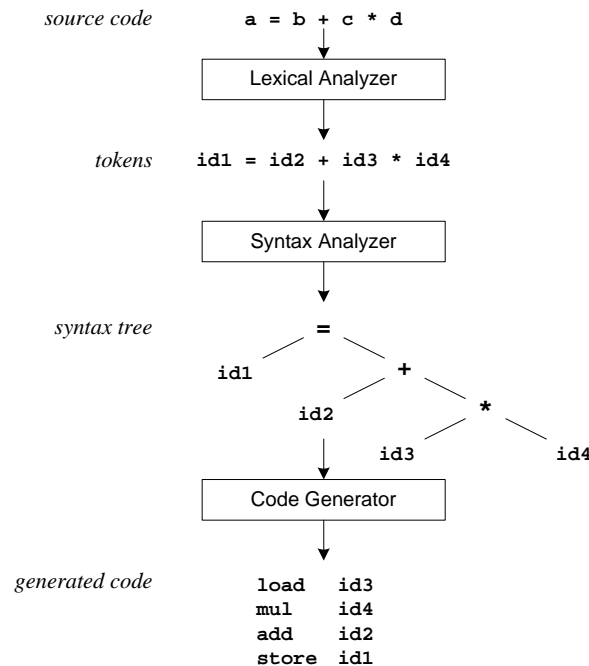 source code
a = b + c * d
Lexical Analyzer
tokens
id1 = id2 + id3 * id4
Syntax Analyzer
syntax tree
=
id1
+
id2
*
id3
id4
Code Generator
generated code
load id3
mul id4
add id2
store id1